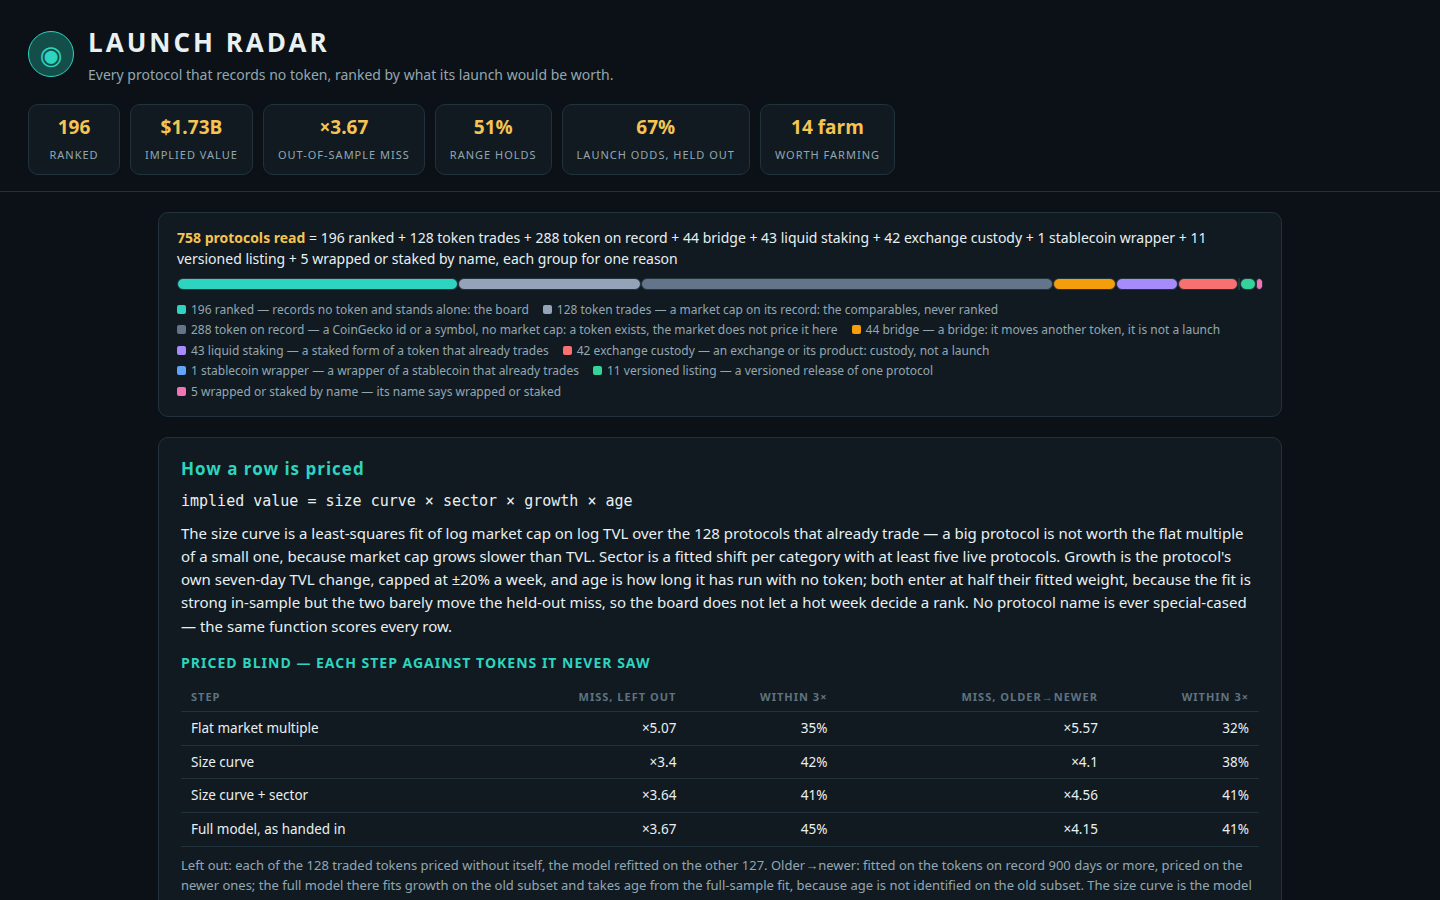 LAUNCH RADAR
Every protocol that records no token, ranked by what its launch would be worth.
196
RANKED
$1.73B
IMPLIED VALUE
×3.67
OUT-OF-SAMPLE MISS
51%
RANGE HOLDS
67%
LAUNCH ODDS, HELD OUT
14 farm
WORTH FARMING
758 protocols read = 196 ranked + 128 token trades + 288 token on record + 44 bridge + 43 liquid staking + 42 exchange custody + 1 stablecoin wrapper + 11
versioned listing + 5 wrapped or staked by name, each group for one reason
196 ranked — records no token and stands alone: the board 128 token trades — a market cap on its record: the comparables, never ranked
288 token on record — a CoinGecko id or a symbol, no market cap: a token exists, the market does not price it here 44 bridge — a bridge: it moves another token, it is not a launch
43 liquid staking — a staked form of a token that already trades 42 exchange custody — an exchange or its product: custody, not a launch
1 stablecoin wrapper — a wrapper of a stablecoin that already trades 11 versioned listing — a versioned release of one protocol
5 wrapped or staked by name — its name says wrapped or staked
How a row is priced
implied value = size curve × sector × growth × age
The size curve is a least-squares fit of log market cap on log TVL over the 128 protocols that already trade — a big protocol is not worth the flat multiple
of a small one, because market cap grows slower than TVL. Sector is a fitted shift per category with at least five live protocols. Growth is the protocol's
own seven-day TVL change, capped at ±20% a week, and age is how long it has run with no token; both enter at half their fitted weight, because the fit is
strong in-sample but the two barely move the held-out miss, so the board does not let a hot week decide a rank. No protocol name is ever special-cased
— the same function scores every row.
PRICED BLIND — EACH STEP AGAINST TOKENS IT NEVER SAW
STEP MISS, LEFT OUT WITHIN 3× MISS, OLDER→NEWER WITHIN 3×
Flat market multiple ×5.07 35% ×5.57 32%
Size curve ×3.4 42% ×4.1 38%
Size curve + sector ×3.64 41% ×4.56 41%
Full model, as handed in ×3.67 45% ×4.15 41%
Left out: each of the 128 traded tokens priced without itself, the model refitted on the other 127. Older→newer: fitted on the tokens on record 900 days or more, priced on the
newer ones; the full model there fits growth on the old subset and takes age from the full-sample fit, because age is not identified on the old subset. The size curve is the model